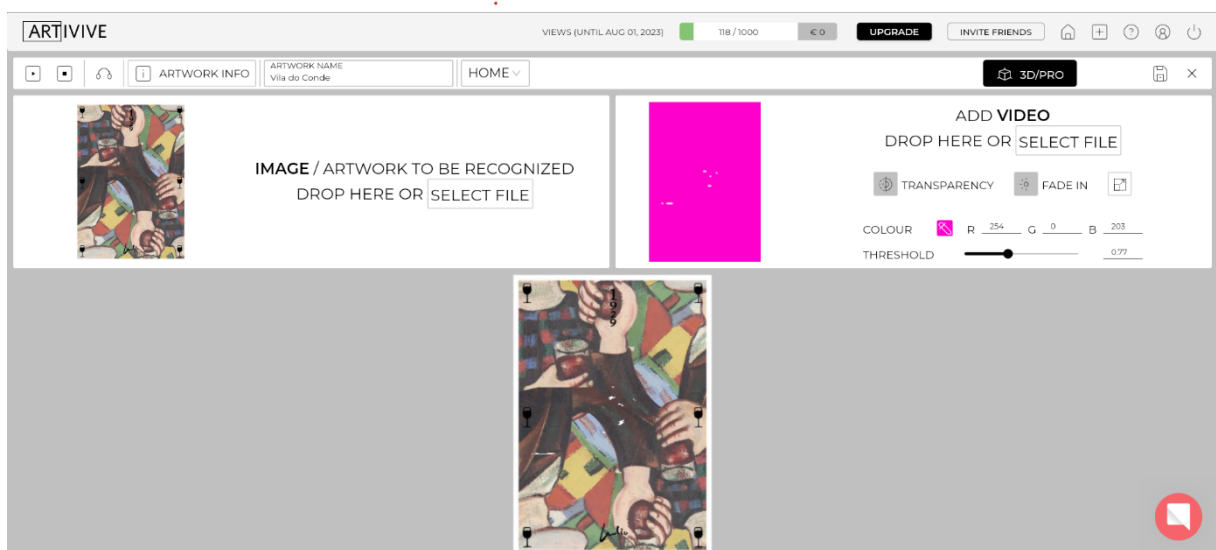 ARTIVIVE
VIEWS (UNTIL AUG 01, 2023) 118 / 1000 € 0 UPGRADE INVITE FRIENDS ?
i ARTWORK INFO ARTWORK NAME
Vila do Conde
HOME
3D/PRO
IMAGE / ARTWORK TO BE RECOGNIZED
DROP HERE OR SELECT FILE
ADD VIDEO
DROP HERE OR SELECT FILE
TRANSPARENCY FADE IN
COLOUR R 254 G 0 B 203
THRESHOLD 0.77
1929